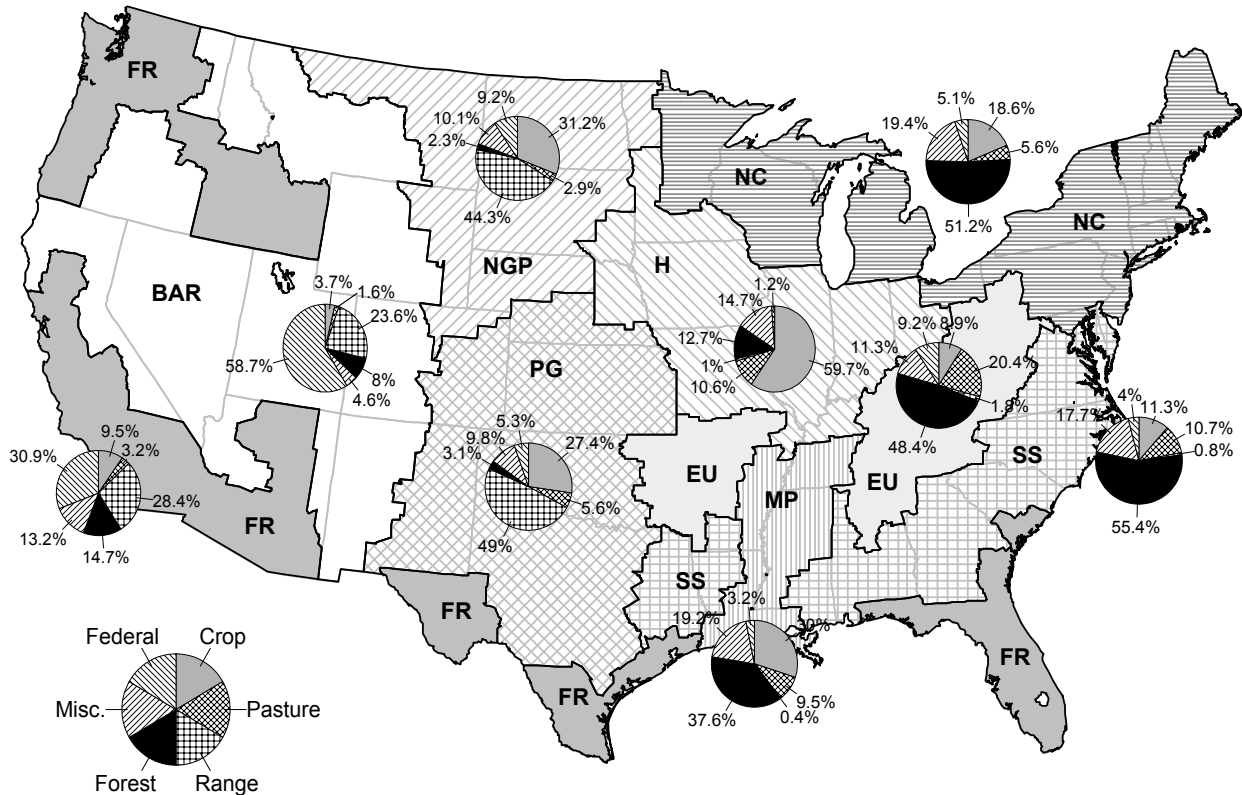 FR
9.2%
10.1%
31.2%
2.3%
2.9%
44.3%
NGP
5.1%
18.6%
19.4%
5.6%
51.2%
NC
NC
H
BAR
3.7%
1.6%
23.6%
58.7%
8%
4.6%
1.2%
14.7%
12.7%
1%
10.6%
59.7%
9.2%
8.9%
11.3%
20.4%
1.8%
48.4%
PG
5.3%
9.8%
27.4%
3.1%
5.6%
49%
EU
MP
EU
SS
4%
11.3%
17.7%
10.7%
0.8%
55.4%
9.5%
3.2%
30.9%
28.4%
13.2%
14.7%
FR
SS
3.2%
19.2%
30%
9.5%
0.4%
37.6%
FR
FR
FR
Federal
Crop
Misc.
Pasture
Forest
Range